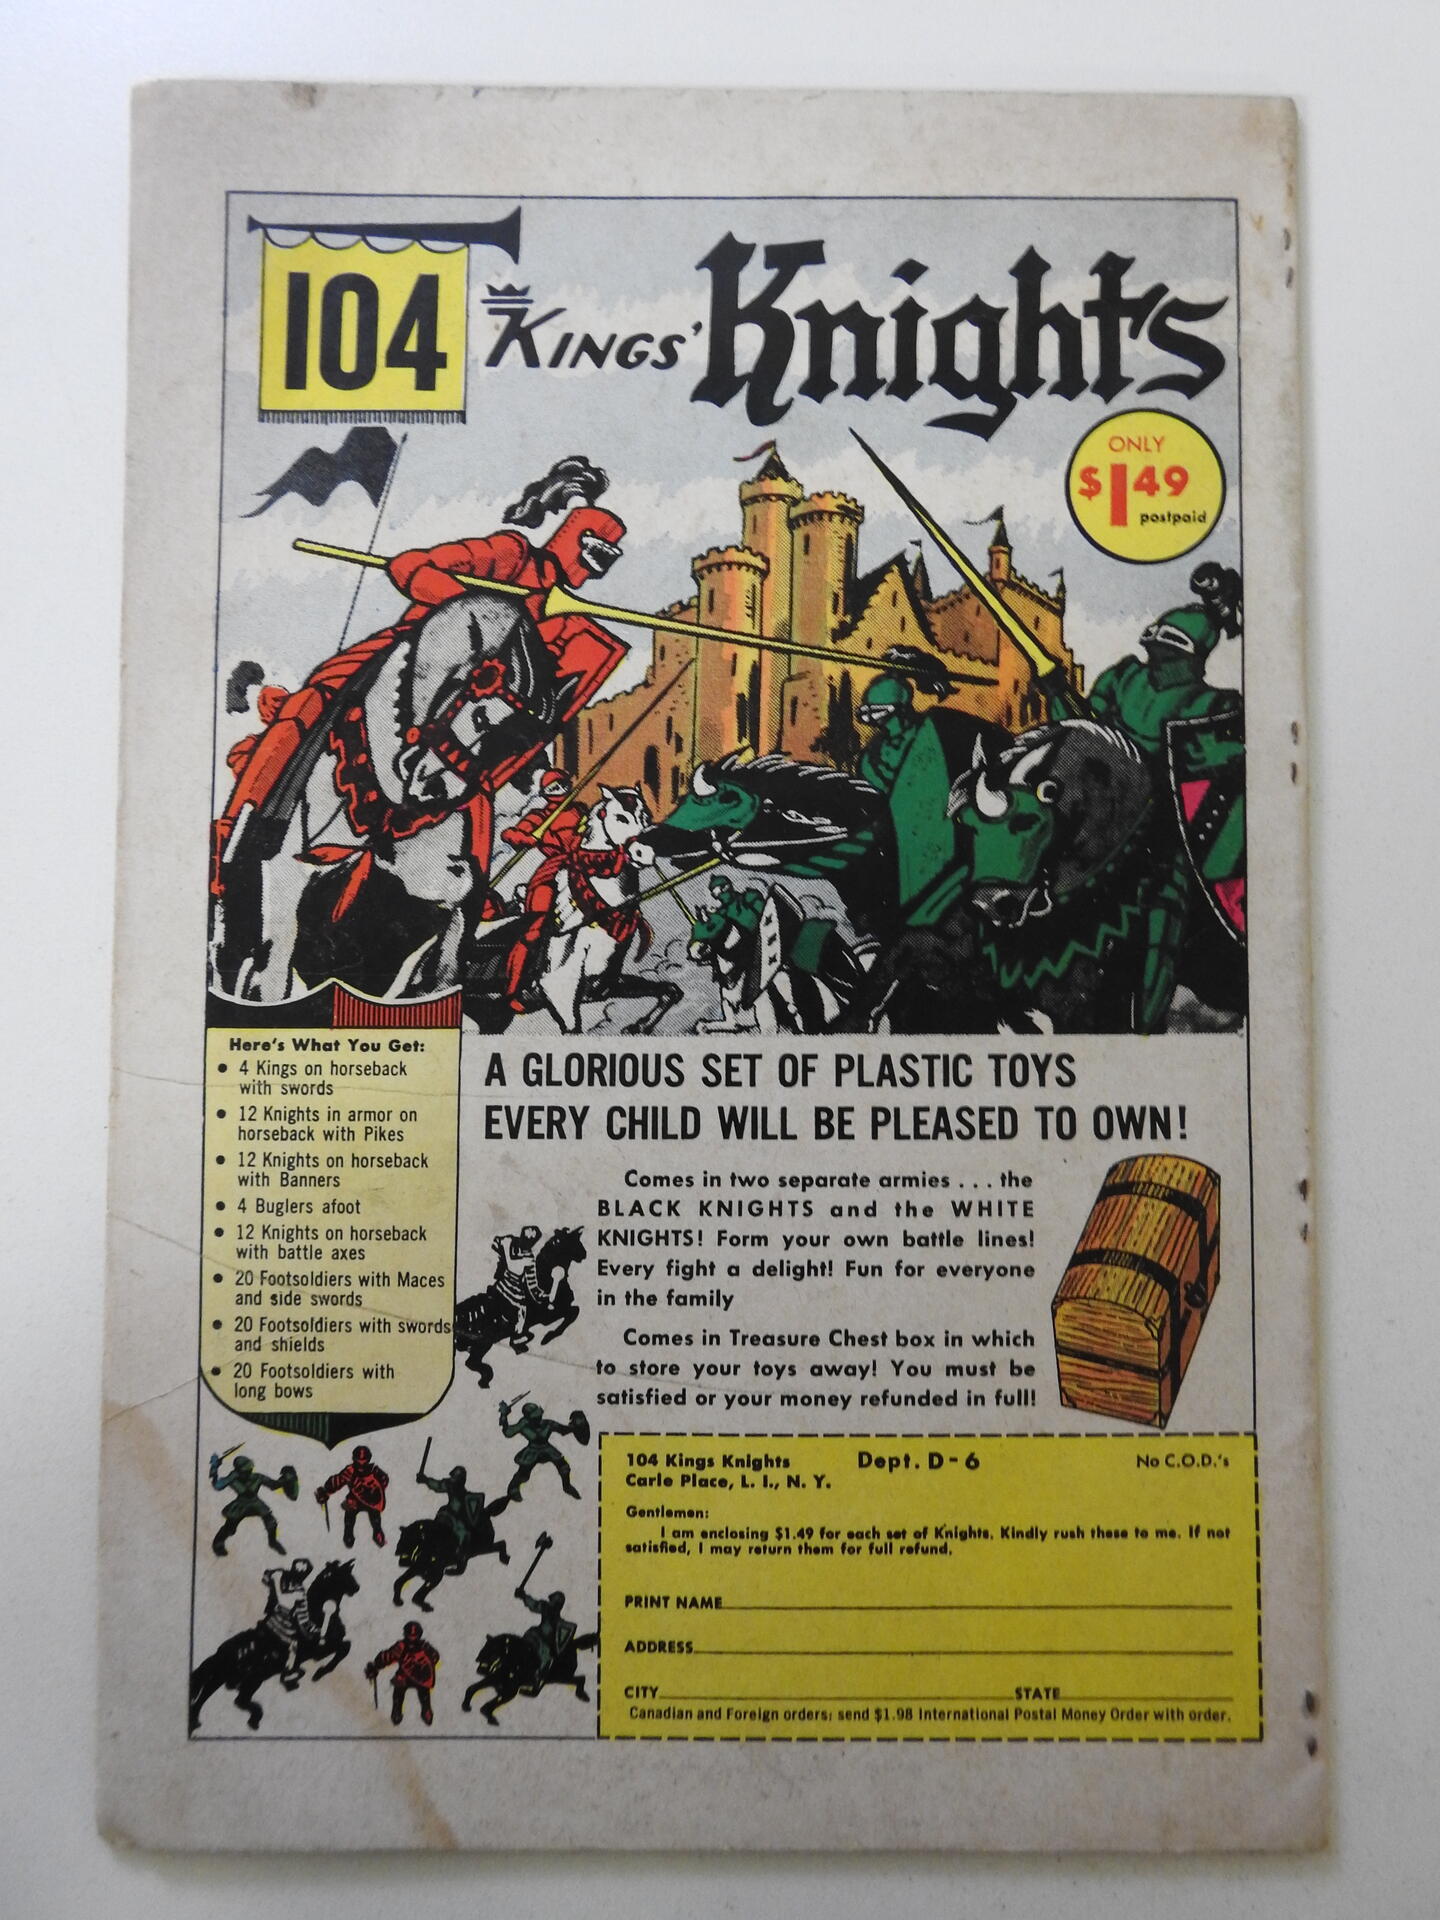 104
KINGS' Knights
ONLY
$1.49
postpaid
Here's What You Get:
• 4 Kings on horseback
with swords
• 12 Knights in armor on
horseback with Pikes
• 12 Knights on horseback
with Banners
• 4 Buglers afoot
• 12 Knights on horseback
with battle axes
• 20 Footsoldiers with Maces
and side swords
• 20 Footsoldiers with swords
and shields
• 20 Footsoldiers with
long bows
A GLORIOUS SET OF PLASTIC TOYS
EVERY CHILD WILL BE PLEASED TO OWN!
Comes in two separate armies . . . the
BLACK KNIGHTS and the WHITE
KNIGHTS! Form your own battle lines!
Every fight a delight! Fun for everyone
in the family
Comes in Treasure Chest box in which
to store your toys away! You must be
satisfied or your money refunded in full!
104 Kings Knights Dept. D-6 No C.O.D.'s
Carle Place, L. I., N. Y.
Gentlemen:
I am enclosing $1.49 for each set of Knights. Kindly rush these to me. If not
satisfied, I may return them for full refund.
PRINT NAME
ADDRESS
CITY STATE
Canadian and Foreign orders; send $1.98 International Postal Money Order with order.